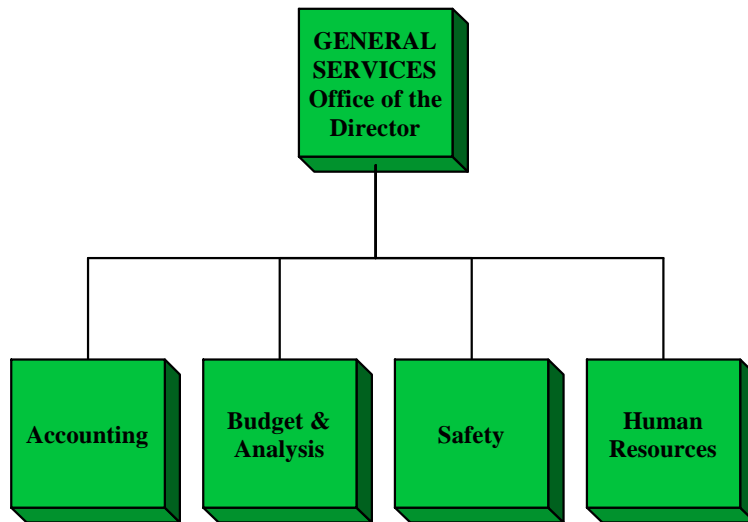 GENERAL
SERVICES
Office of the
Director
Accounting
Budget &
Analysis
Safety
Human
Resources